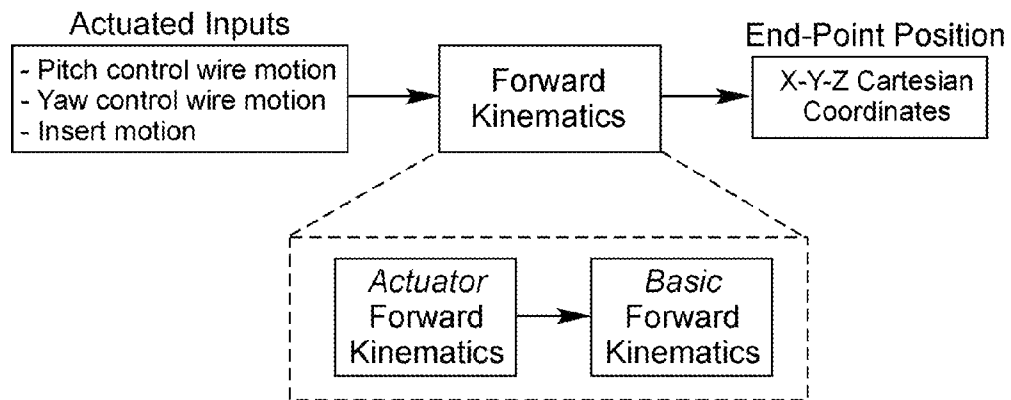 Actuated Inputs
- Pitch control wire motion
- Yaw control wire motion
- Insert motion
Forward
Kinematics
End-Point Position
X-Y-Z Cartesian
Coordinates
Actuator
Forward
Kinematics
Basic
Forward
Kinematics